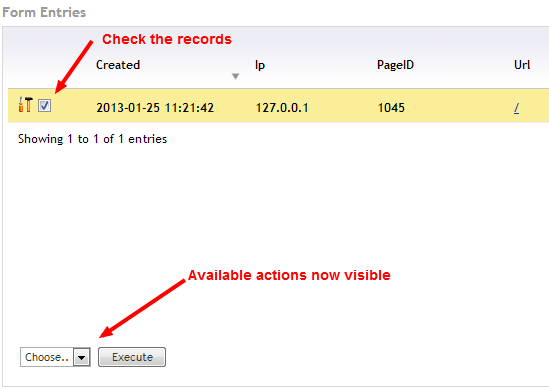 Form Entries
Check the records
Created Ip PageID Url
2013-01-25 11:21:42 127.0.0.1 1045 /
Showing 1 to 1 of 1 entries
Available actions now visible
Choose.. Execute